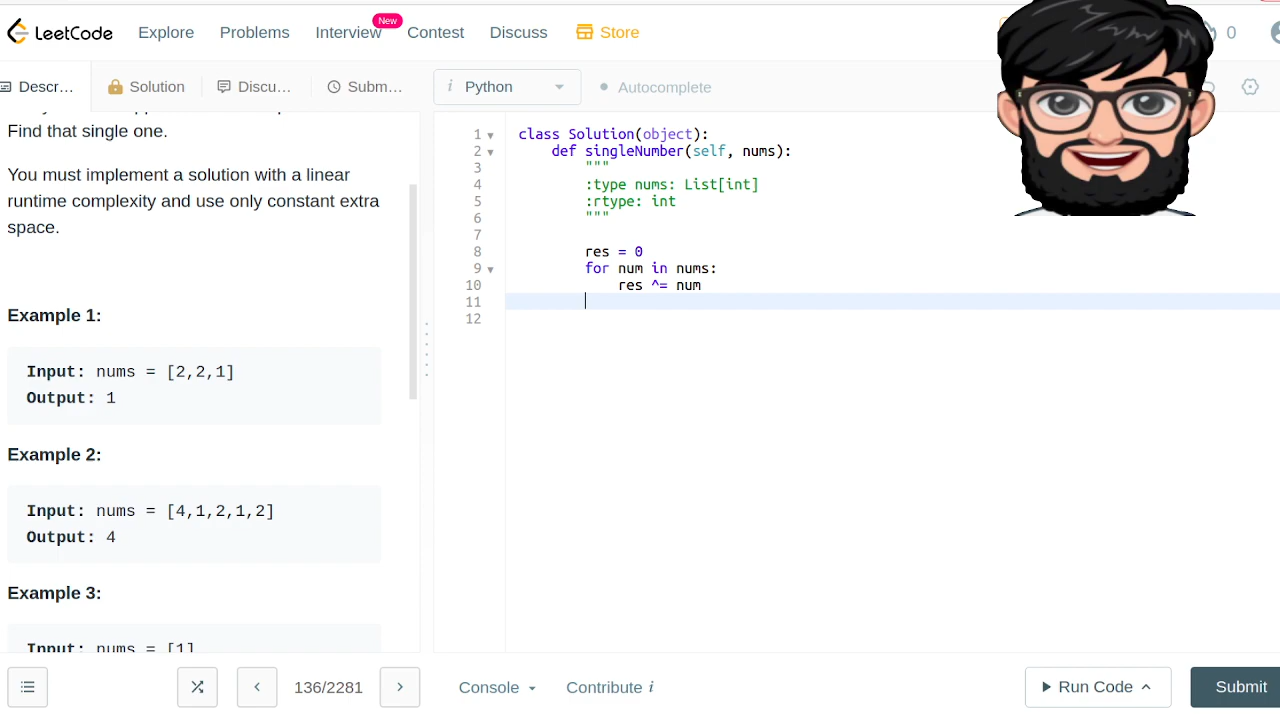 LeetCode Explore Problems Interview New Contest Discuss Store 0
Descr... Solution Discu... Subm... i Python Autocomplete
Find that single one.
You must implement a solution with a linear
runtime complexity and use only constant extra
space.
Example 1:
Input: nums = [2,2,1]
Output: 1
Example 2:
Input: nums = [4,1,2,1,2]
Output: 4
Example 3:
Input: nums = [1]
1 class Solution(object):
2 def singleNumber(self, nums):
3 """
4 :type nums: List[int]
5 :rtype: int
6 """
7
8 res = 0
9 for num in nums:
10 res ^= num
11
12
136/2281 Console Contribute i Run Code Submit